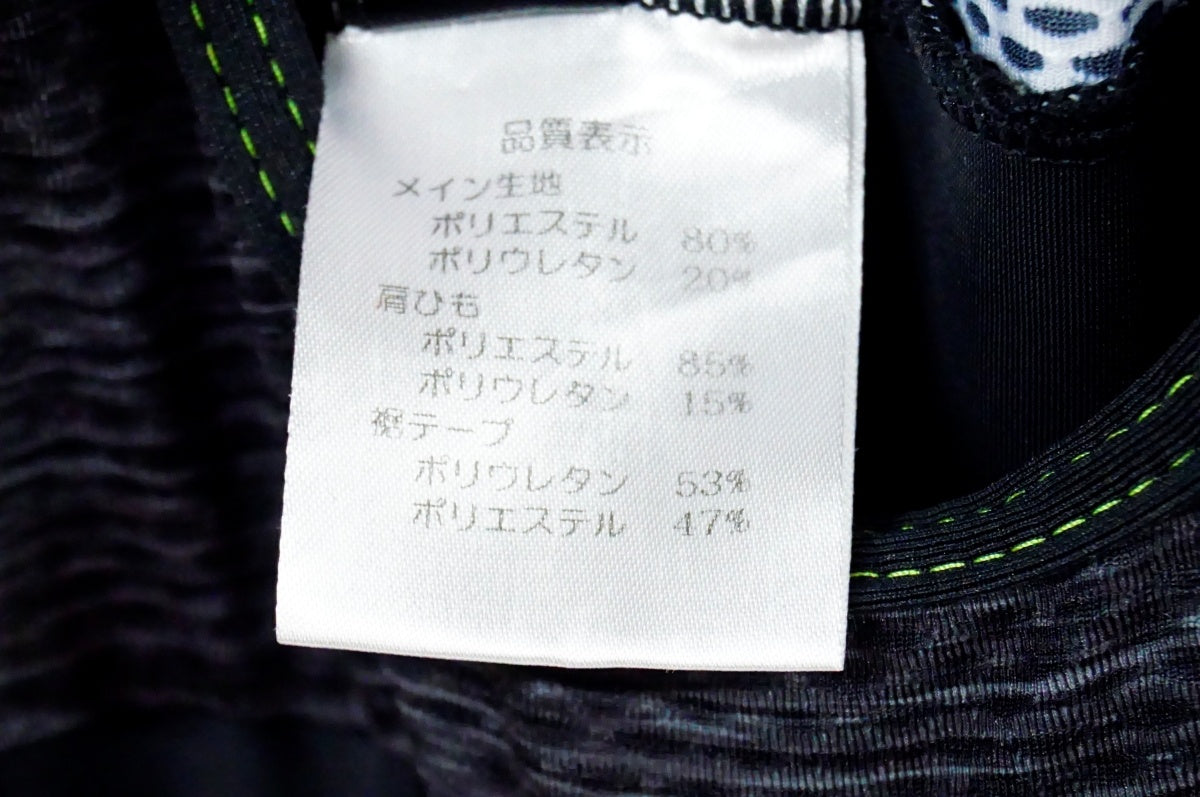 品質表示
メイン生地
ポリエステル 80%
ポリウレタン 20%
肩ひも
ポリエステル 85%
ポリウレタン 15%
裾テープ
ポリウレタン 53%
ポリエステル 47%